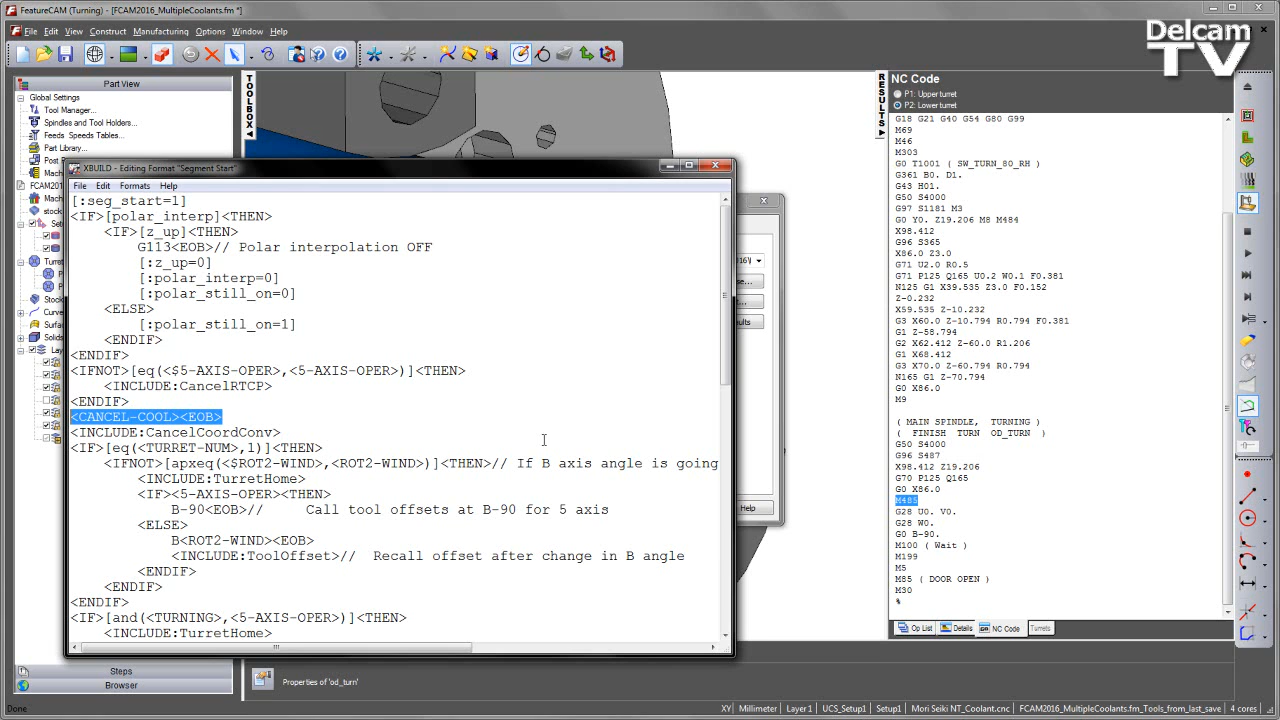 FeatureCAM (Turning) - [FCAM2016_MultipleCoolants.fm *]
File Edit View Construct Manufacturing Options Window Help
Delcam
TV
Part View
Global Settings
Tool Manager...
Spindles and Tool Holders...
Feeds Speeds Tables...
Part Library...
Post
Mach
FCAM2016
Mach
stock
Set
Turret
P
P
Stock
Curve
Surfa
Solids
Lay
Steps
Browser
TOOLBOX
XBUILD - Editing Format "Segment Start"
File Edit Formats Help
[:seg_start=1]
<IF>[polar_interp]<THEN>
<IF>[z_up]<THEN>
G113<EOB>// Polar interpolation OFF
[:z_up=0]
[:polar_interp=0]
[:polar_still_on=0]
<ELSE>
[:polar_still_on=1]
<ENDIF>
<ENDIF>
<IFNOT>[eq(<$5-AXIS-OPER>,<5-AXIS-OPER>)]<THEN>
<INCLUDE:CancelRTCP>
<ENDIF>
<CANCEL-COOL><EOB>
<INCLUDE:CancelCoordConv>
<IF>[eq(<TURRET-NUM>,1)]<THEN>
<IFNOT>[apxeq(<$ROT2-WIND>,<ROT2-WIND>)]<THEN>// If B axis angle is going
<INCLUDE:TurretHome>
<IF><5-AXIS-OPER><THEN>
B-90<EOB>// Call tool offsets at B-90 for 5 axis
<ELSE>
B<ROT2-WIND><EOB>
<INCLUDE:ToolOffset>// Recall offset after change in B angle
<ENDIF>
<ENDIF>
<ENDIF>
<IF>[and(<TURNING>,<5-AXIS-OPER>)]<THEN>
<INCLUDE:TurretHome>
Help
RESULTS
NC Code
P1: Upper turret
P2: Lower turret
G18 G21 G40 G54 G80 G99
M69
M46
M303
G0 T1001 ( SW_TURN_80_RH )
G361 B0. D1.
G43 H01.
G50 S4000
G97 S1181 M3
G0 Y0. Z19.206 M8 M484
X98.412
G96 S365
X86.0 Z3.0
G71 U2.0 R0.5
G71 P125 Q165 U0.2 W0.1 F0.381
N125 G1 X39.535 Z3.0 F0.152
Z-0.232
X59.535 Z-10.232
G3 X60.0 Z-10.794 R0.794 F0.381
G1 Z-58.794
G2 X62.412 Z-60.0 R1.206
G1 X68.412
G3 X70.0 Z-60.794 R0.794
N165 G1 Z-70.794
G0 X86.0
M9
( MAIN SPINDLE, TURNING )
( FINISH TURN OD_TURN )
G50 S4000
G96 S487
X98.412 Z19.206
G70 P125 Q165
G0 X86.0
M485
G28 U0. V0.
G28 W0.
G0 B-90.
M100 ( Wait )
M199
M5
M85 ( DOOR OPEN )
M30
%
Op List Details NC Code Turrets
Properties of 'od_turn'
Done
XY Millimeter Layer1 UCS_Setup1 Setup1 Mori Seiki NT_Coolant.cnc FCAM2016_MultipleCoolants.fm_Tools_from_last_save 4 cores